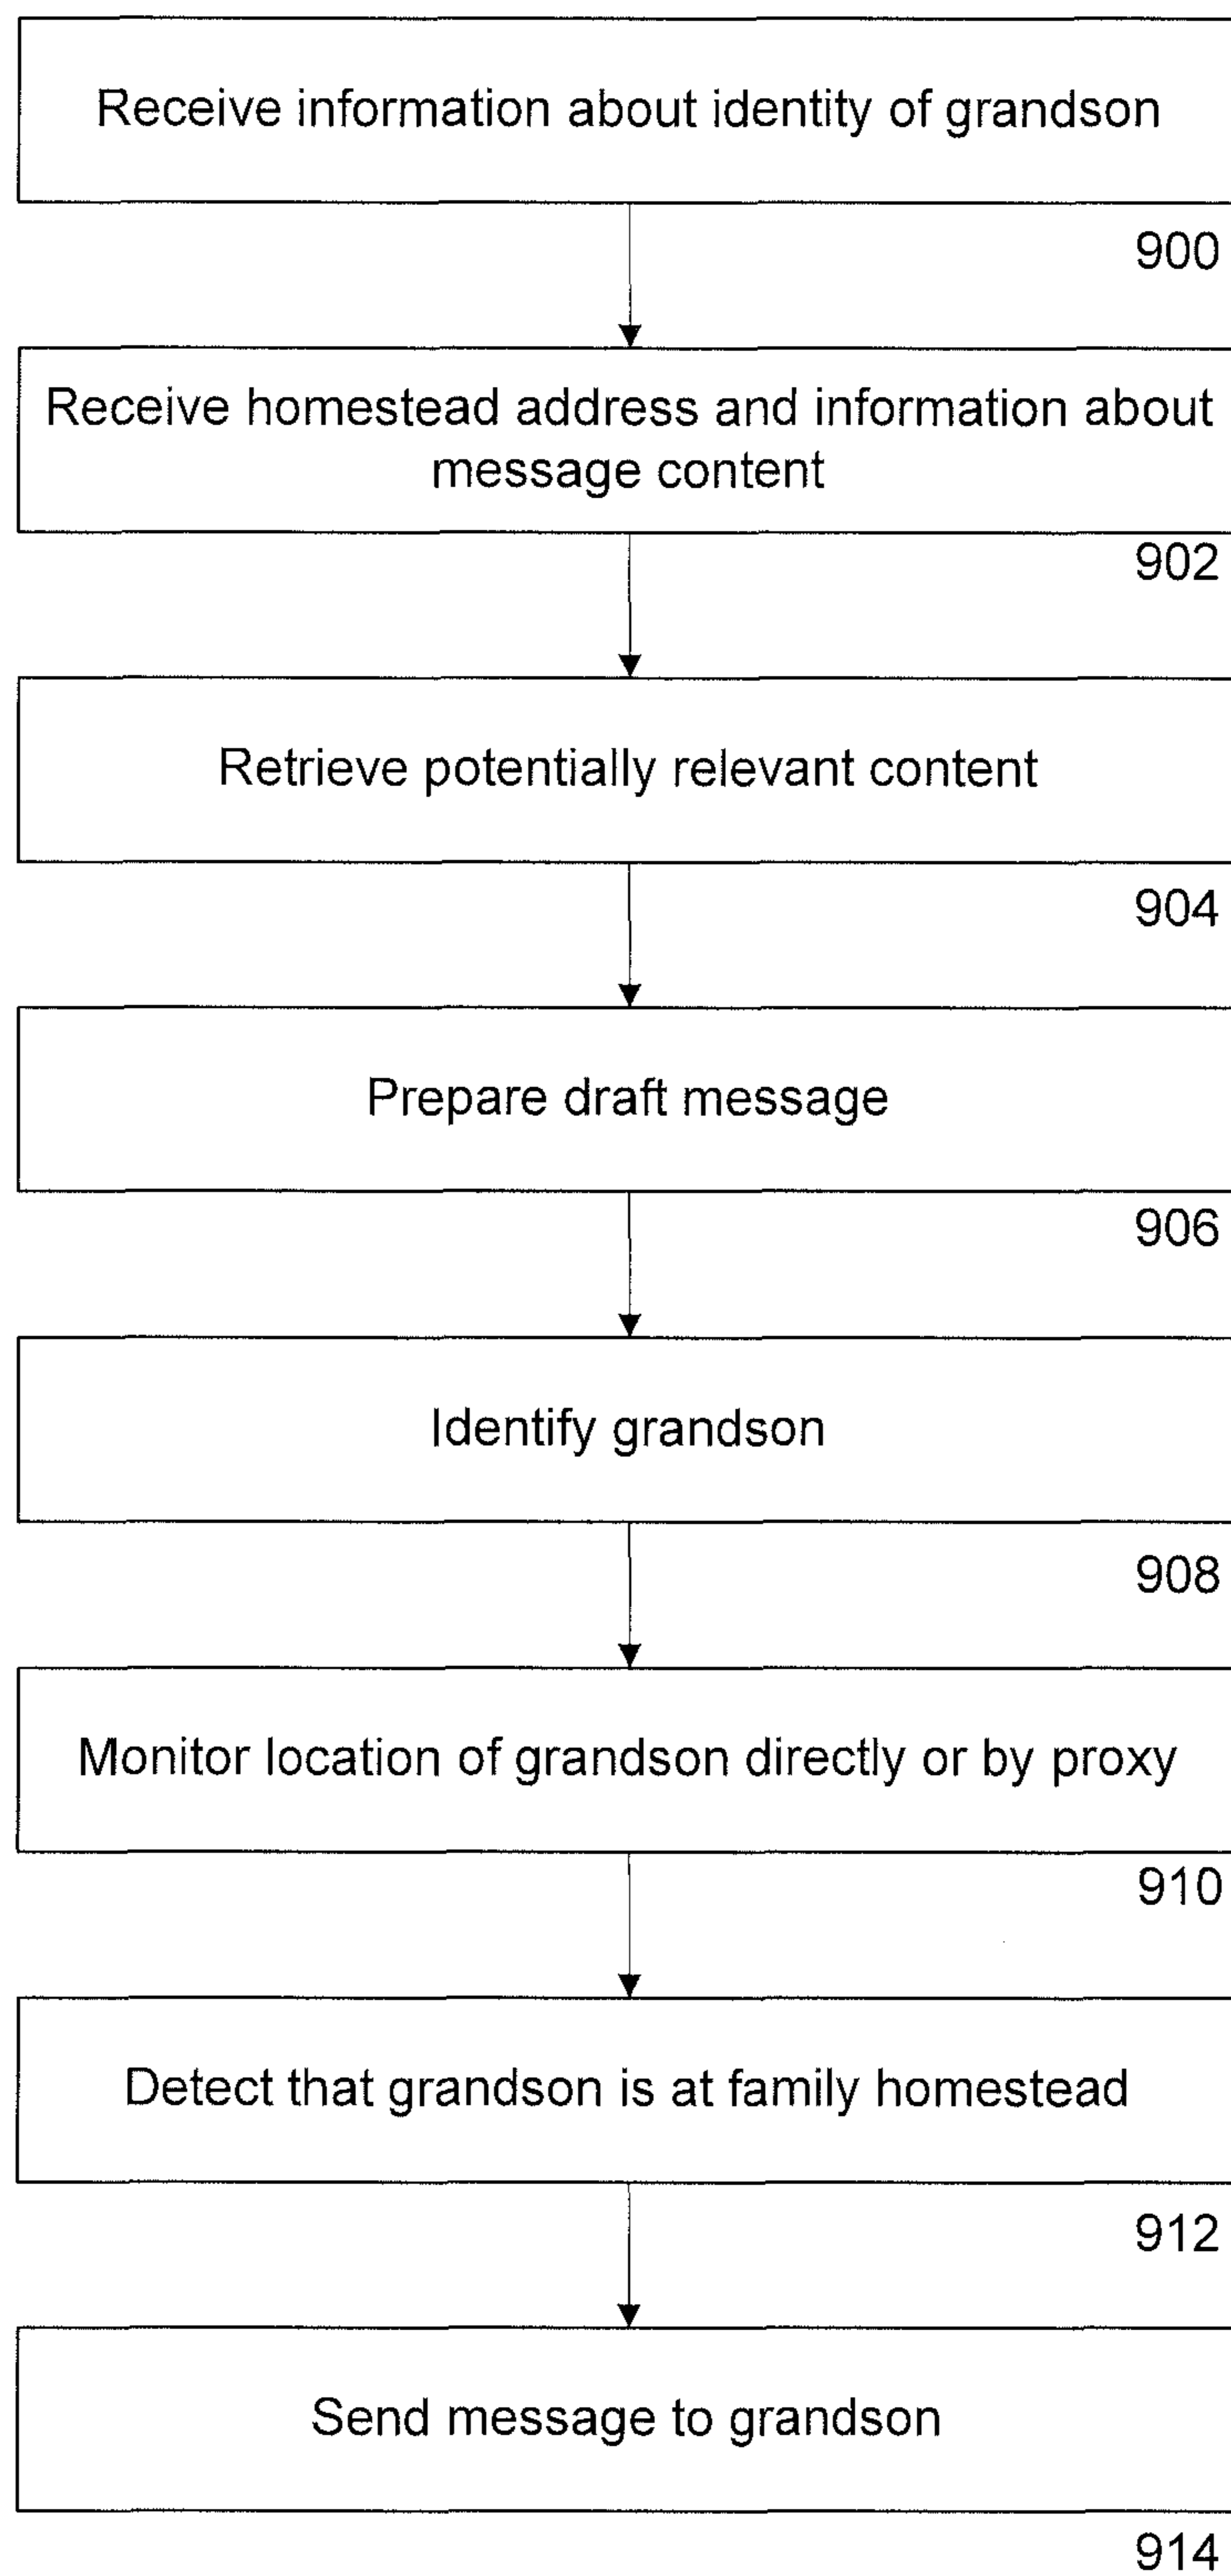 Receive information about identity of grandson
900
Receive homestead address and information about
message content
902
Retrieve potentially relevant content
904
Prepare draft message
906
Identify grandson
908
Monitor location of grandson directly or by proxy
910
Detect that grandson is at family homestead
912
Send message to grandson
914